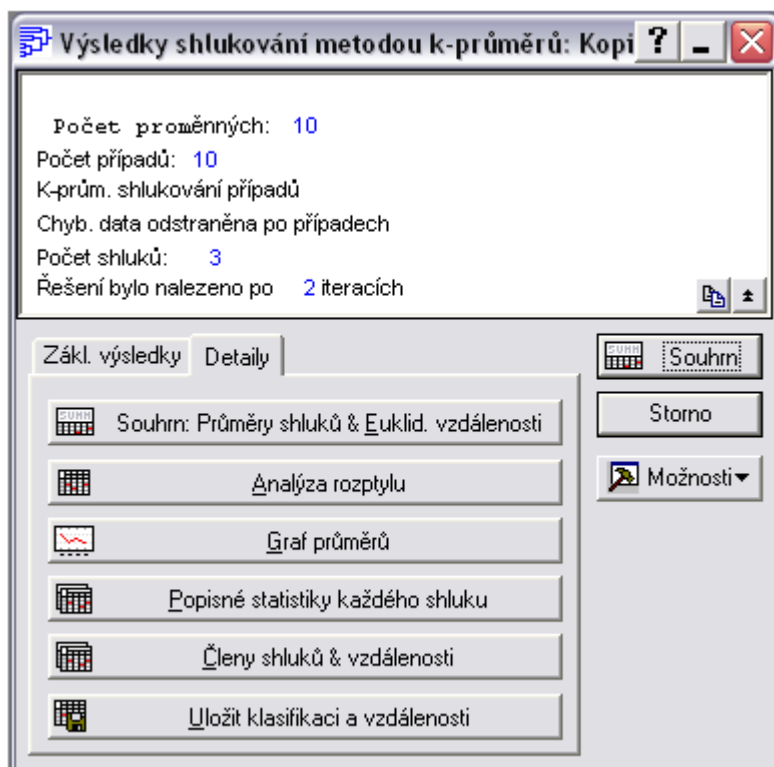 Výsledky shlukování metodou k-průměrů: Kopi
Počet proměnných: 10
Počet případů: 10
K-prům. shlukování případů
Chyb. data odstraněna po případech
Počet shluků: 3
Řešení bylo nalezeno po 2 iteracích
Zákl. výsledky Detaily
Souhrn: Průměry shluků & Euklid. vzdálenosti
Analýza rozptylu
Graf průměrů
Popisné statistiky každého shluku
Členy shluků & vzdálenosti
Uložit klasifikaci a vzdálenosti
Souhrn
Storno
Možnosti